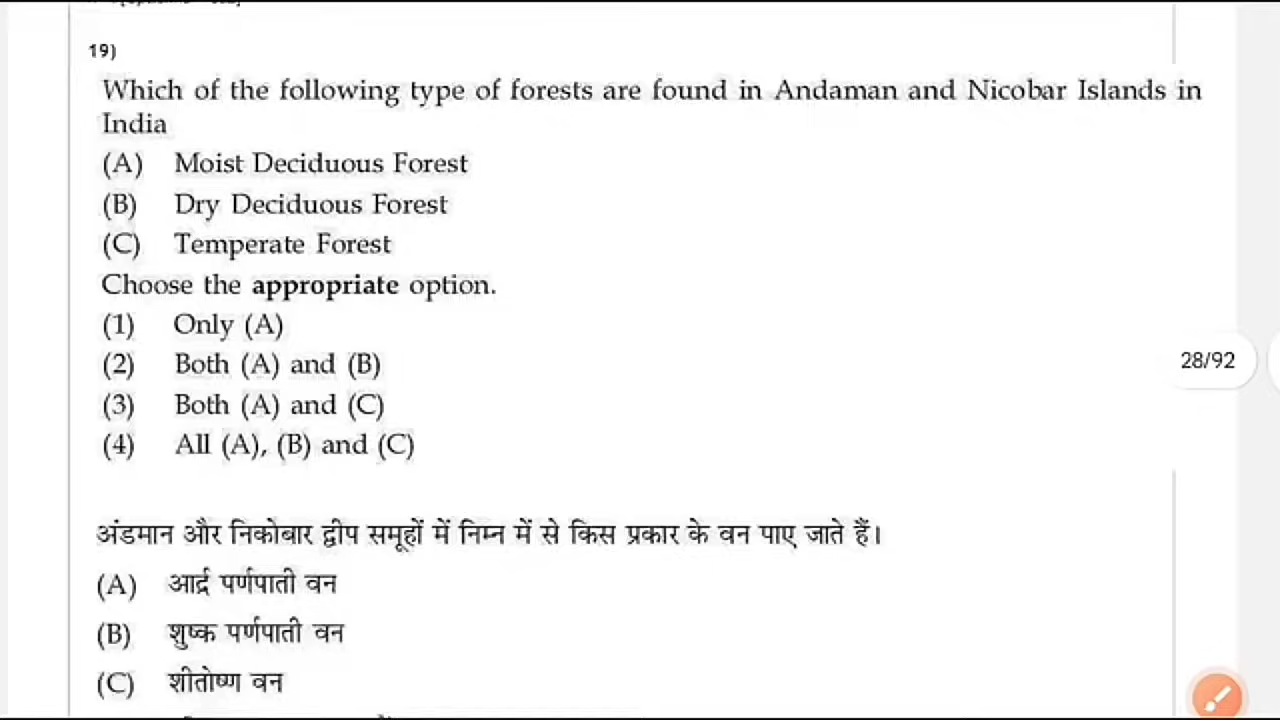 19)
Which of the following type of forests are found in Andaman and Nicobar Islands in
India
(A) Moist Deciduous Forest
(B) Dry Deciduous Forest
(C) Temperate Forest
Choose the appropriate option.
(1) Only (A)
(2) Both (A) and (B)
28/92
(3) Both (A) and (C)
(4) All (A), (B) and (C)
अंडमान और निकोबार द्वीप समूहों में निम्न में से किस प्रकार के वन पाए जाते हैं।
(A) आर्द्र पर्णपाती वन
(B) शुष्क पर्णपाती वन
(C) शीतोष्ण वन